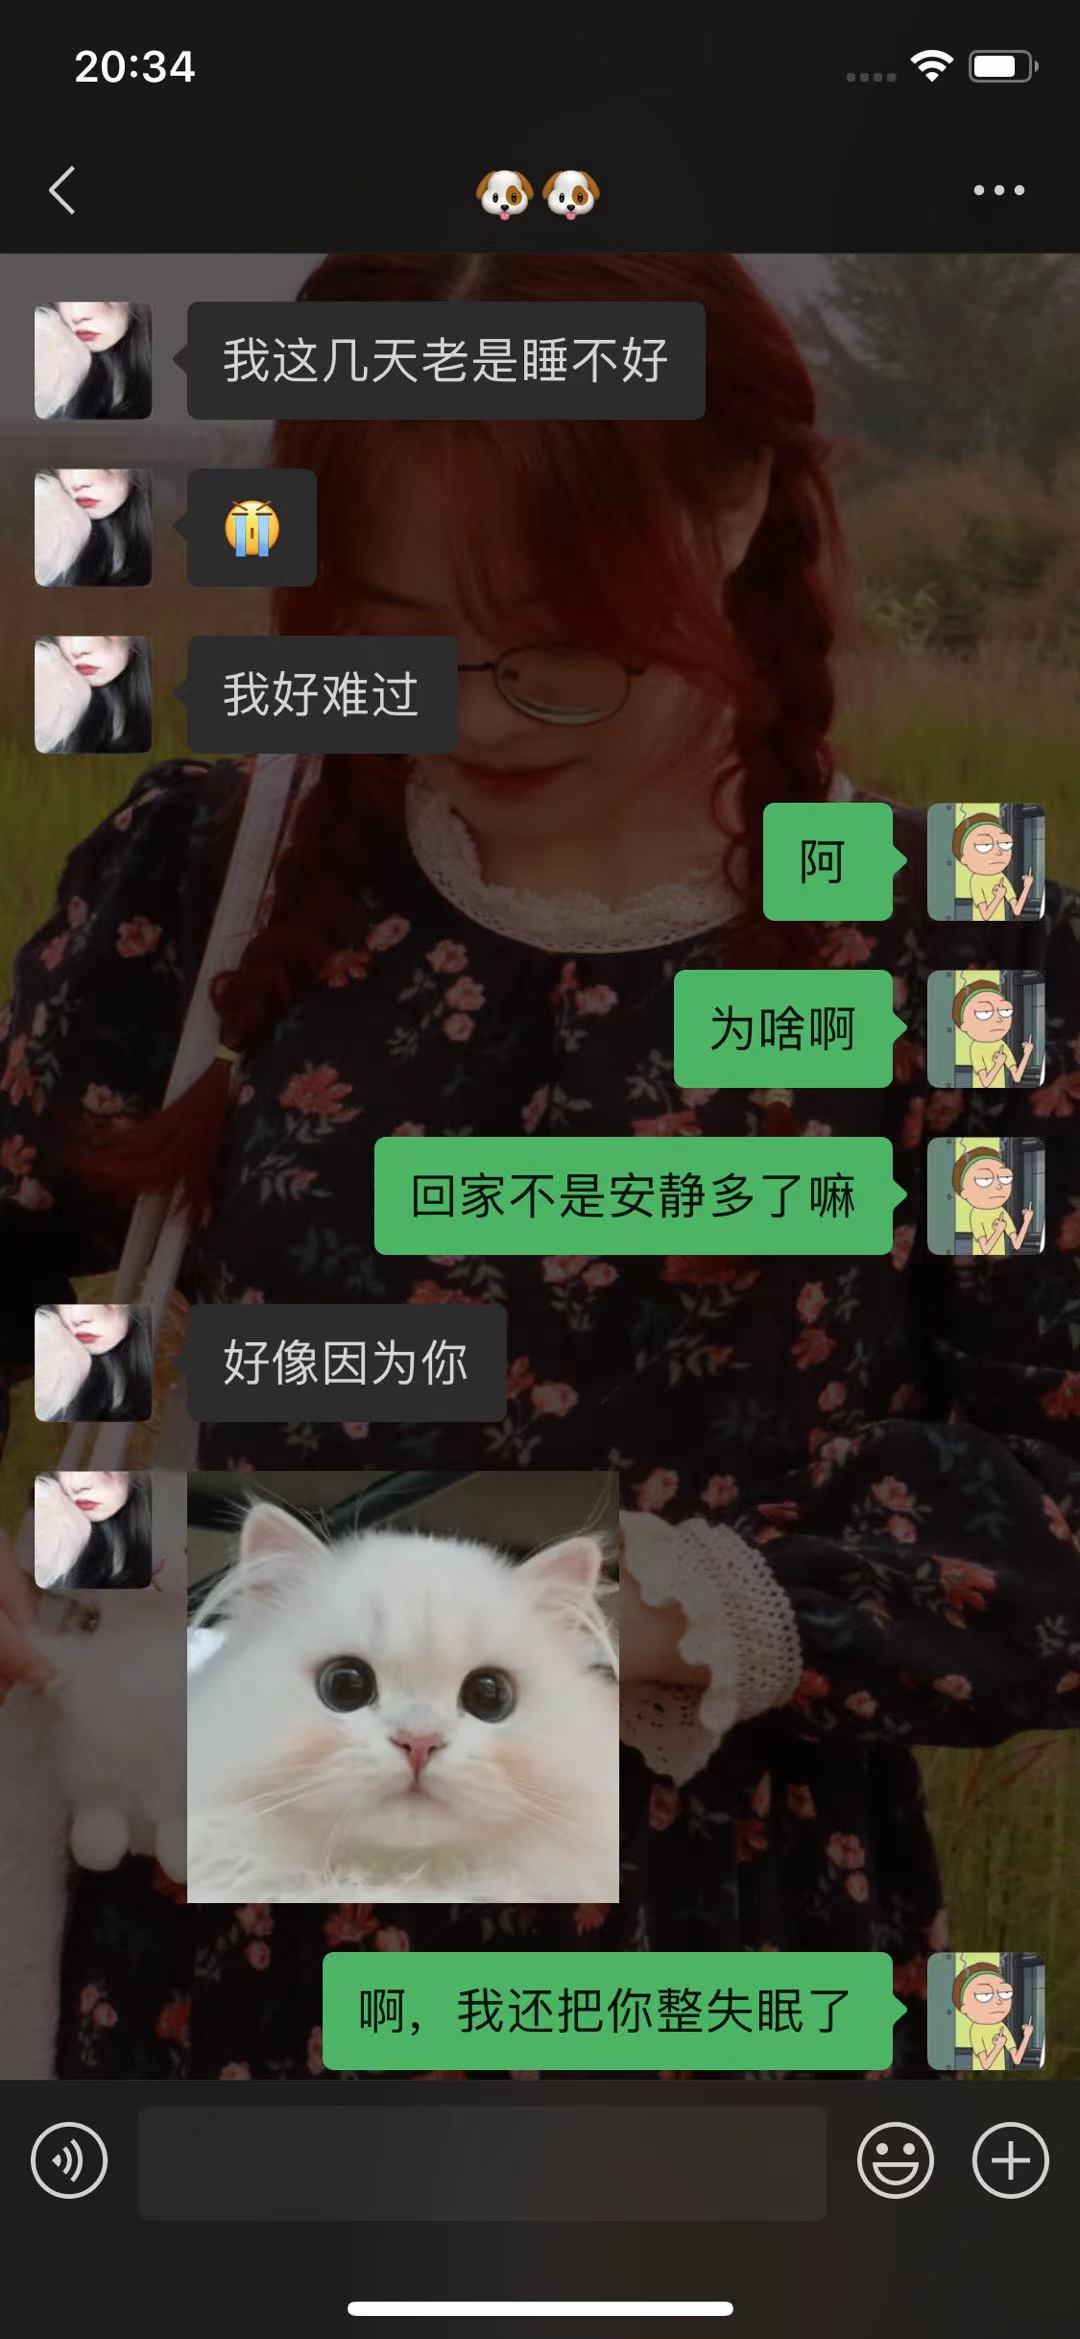 20:34
🐶🐶
我这几天老是睡不好
😭
我好难过
阿
为啥啊
回家不是安静多了嘛
好像因为你
啊，我还把你整失眠了